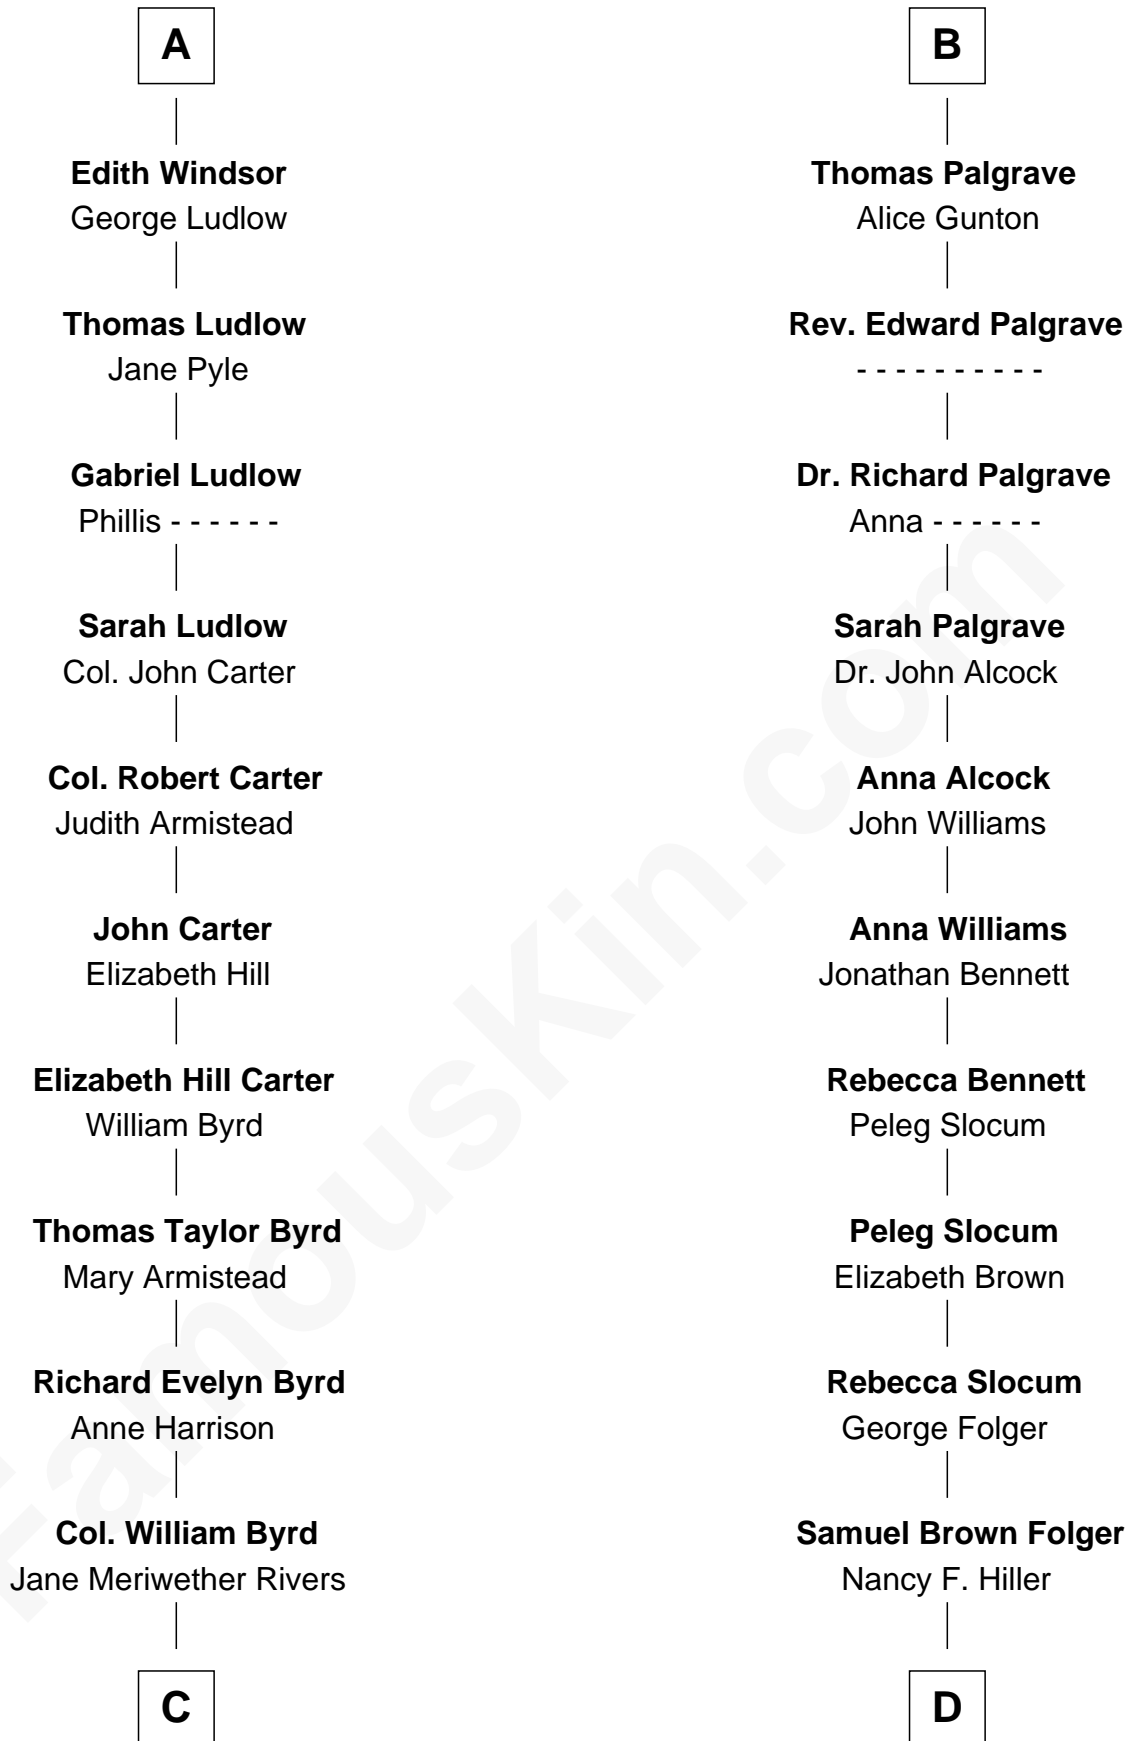 A
Edith Windsor
George Ludlow
Thomas Ludlow
Jane Pyle
Gabriel Ludlow
Phillis - - - - - -
Sarah Ludlow
Col. John Carter
Col. Robert Carter
Judith Armistead
John Carter
Elizabeth Hill
Elizabeth Hill Carter
William Byrd
Thomas Taylor Byrd
Mary Armistead
Richard Evelyn Byrd
Anne Harrison
Col. William Byrd
Jane Meriwether Rivers
C
B
Thomas Palgrave
Alice Gunton
Rev. Edward Palgrave
- - - - - - - - - -
Dr. Richard Palgrave
Anna - - - - - -
Sarah Palgrave
Dr. John Alcock
Anna Alcock
John Williams
Anna Williams
Jonathan Bennett
Rebecca Bennett
Peleg Slocum
Peleg Slocum
Elizabeth Brown
Rebecca Slocum
George Folger
Samuel Brown Folger
Nancy F. Hiller
D
FamousKin.com